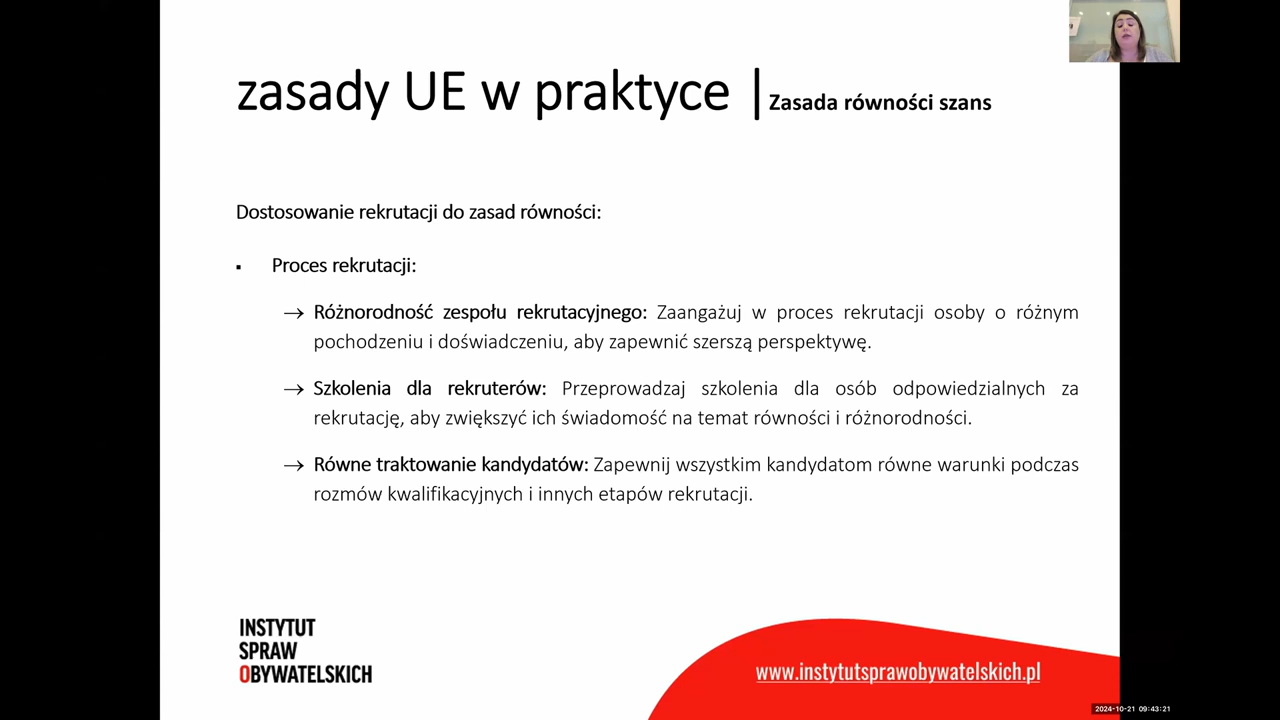 zasady UE w praktyce | Zasada równości szans
Dostosowanie rekrutacji do zasad równości:
▪ Proces rekrutacji:
→ Różnorodność zespołu rekrutacyjnego: Zaangażuj w proces rekrutacji osoby o różnym
pochodzeniu i doświadczeniu, aby zapewnić szerszą perspektywę.
→ Szkolenia dla rekruterów: Przeprowadzaj szkolenia dla osób odpowiedzialnych za
rekrutację, aby zwiększyć ich świadomość na temat równości i różnorodności.
→ Równe traktowanie kandydatów: Zapewnij wszystkim kandydatom równe warunki podczas
rozmów kwalifikacyjnych i innych etapów rekrutacji.
INSTYTUT
SPRAW
OBYWATELSKICH
www.instytutsprawobywatelskich.pl
2024-10-21 09:43:21